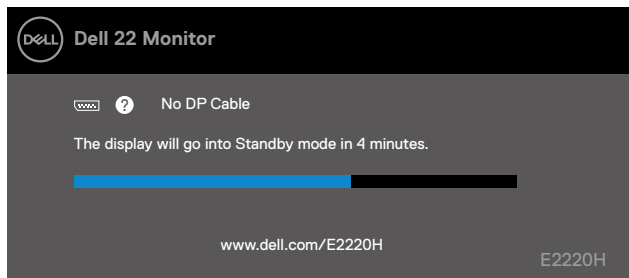 DELL
Dell 22 Monitor
? No DP Cable
The display will go into Standby mode in 4 minutes.
www.dell.com/E2220H
E2220H